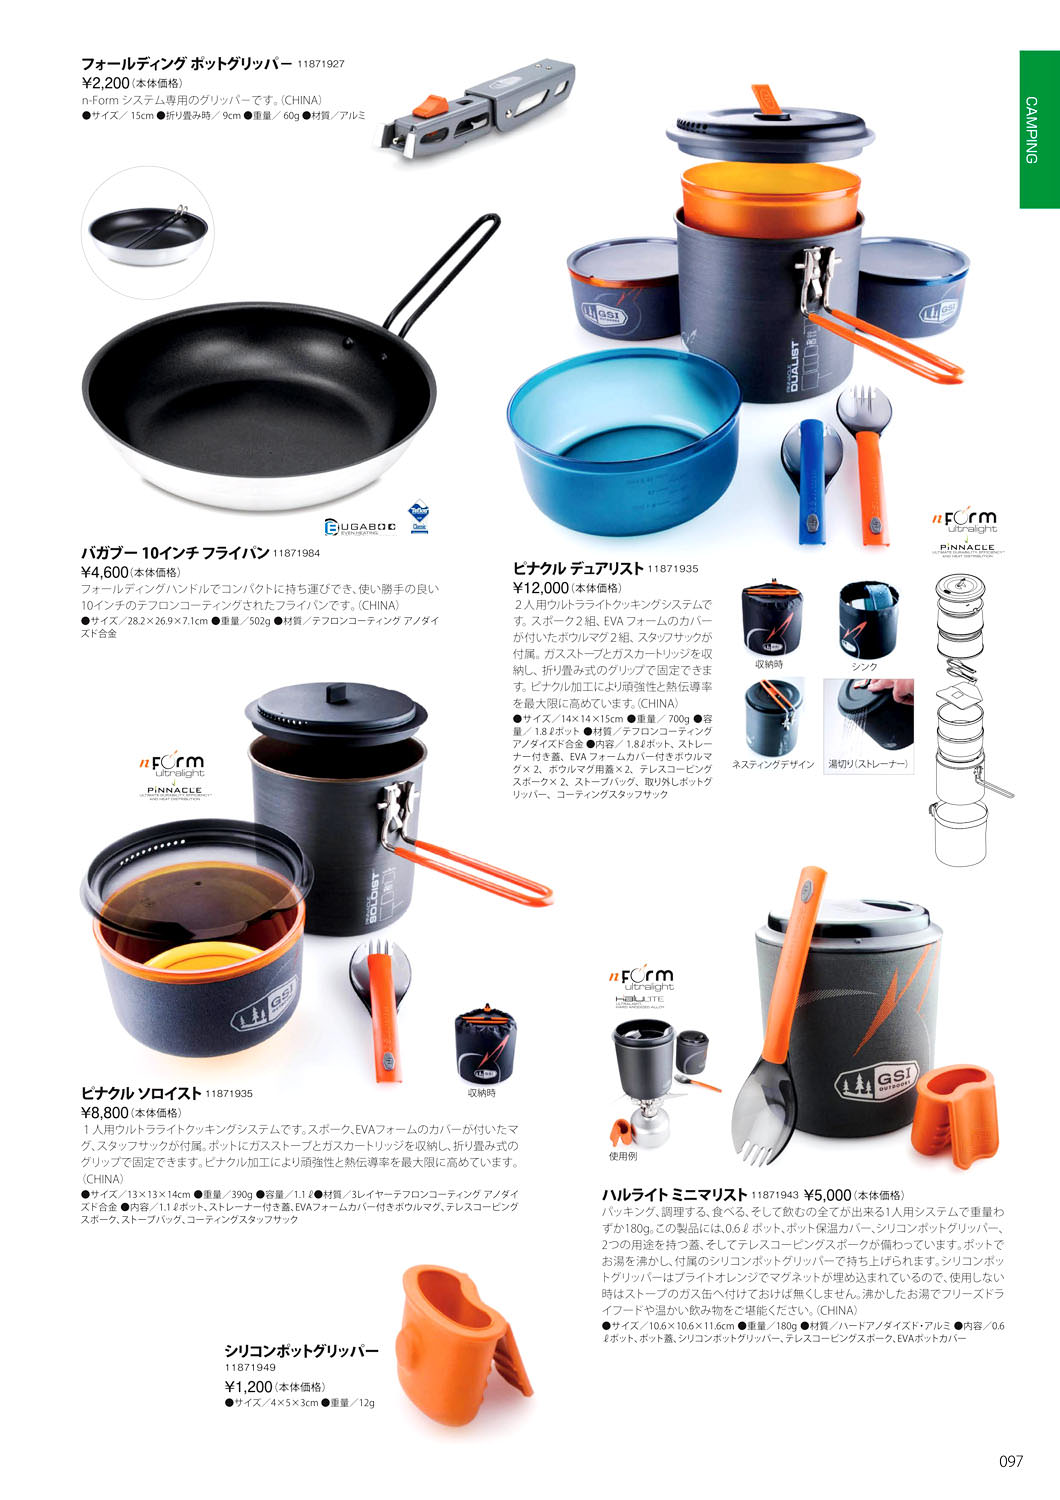 CAMPING
フォールディング ポットグリッパー 11871927
¥2,200(本体価格)
n-Form システム専用のグリッパーです。(CHINA)
●サイズ／ 15cm ●折り畳み時／ 9cm ●重量／ 60g ●材質／アルミ
BUGABOO
EVEN HEATING
Teflon
Classic
バガブー 10インチ フライパン 11871984
¥4,600(本体価格)
フォールディングハンドルでコンパクトに持ち運びでき、使い勝手の良い
10インチのテフロンコーティングされたフライパンです。(CHINA)
●サイズ／28.2×26.9×7.1cm ●重量／502g ●材質／テフロンコーティング アノダイ
ズド合金
GSI
GSI
PINNACLE
DUALIST
nForm
ultralight
PiNNACLE
ULTIMATE DURABILITY, EFFICIENCY
AND HEAT DISTRIBUTION
ピナクル デュアリスト 11871935
¥12,000(本体価格)
２人用ウルトラライトクッキングシステムで
す。スポーク２組、EVA フォームのカバー
が付いたボウルマグ２組、スタッフサックが
付属。ガスストーブとガスカートリッジを収
納し、折り畳み式のグリップで固定できま
す。ピナクル加工により頑強性と熱伝導率
を最大限に高めています。(CHINA)
●サイズ／14×14×15cm ●重量／ 700g ●容
量／ 1.8ℓポット ●材質／テフロンコーティング
アノダイズド合金 ●内容／ 1.8ℓポット、ストレー
ナー付き蓋、EVA フォームカバー付きボウルマ
グ× 2、ボウルマグ用蓋×2、テレスコーピング
スポーク× 2、ストーブバッグ、取り外しポットグ
リッパー、コーティングスタッフサック
収納時
シンク
ネスティングデザイン
湯切り(ストレーナー)
nForm
ultralight
PiNNACLE
ULTIMATE DURABILITY, EFFICIENCY
AND HEAT DISTRIBUTION
PINNACLE
SOLOIST
GSI
OUTDOORS
収納時
ピナクル ソロイスト 11871935
¥8,800(本体価格)
１人用ウルトラライトクッキングシステムです。スポーク、EVAフォームのカバーが付いたマ
グ、スタッフサックが付属。ポットにガスストーブとガスカートリッジを収納し、折り畳み式の
グリップで固定できます。ピナクル加工により頑強性と熱伝導率を最大限に高めています。
(CHINA)
●サイズ／13×13×14cm ●重量／390g ●容量／1.1 ℓ●材質／3レイヤーテフロンコーティング アノダイ
ズド合金 ●内容／1.1ℓポット、ストレーナー付き蓋、EVAフォームカバー付きボウルマグ、テレスコーピング
スポーク、ストーブバッグ、コーティングスタッフサック
nForm
ultralight
HALULITE
ULTRALIGHT,
HARD ANODIZED ALLOY
使用例
GSI
OUTDOORS
ハルライト ミニマリスト 11871943 ¥5,000(本体価格)
パッキング、調理する、食べる、そして飲むの全てが出来る1人用システムで重量わ
ずか180g。この製品には、0.6ℓ ポット、ポット保温カバー、シリコンポットグリッパー、
2つの用途を持つ蓋、そしてテレスコーピングスポークが備わっています。ポットで
お湯を沸かし、付属のシリコンポットグリッパーで持ち上げられます。シリコンポッ
トグリッパーはブライトオレンジでマグネットが埋め込まれているので、使用しない
時はストーブのガス缶へ付けておけば無くしません。沸かしたお湯でフリーズドラ
イフードや温かい飲み物をご堪能ください。(CHINA)
●サイズ／10.6×10.6×11.6cm ●重量／180g ●材質／ハードアノダイズド・アルミ ●内容／0.6
ℓポット、ポット蓋、シリコンポットグリッパー、テレスコーピングスポーク、EVAポットカバー
シリコンポットグリッパー
11871949
¥1,200(本体価格)
●サイズ／4×5×3cm ●重量／12g
097